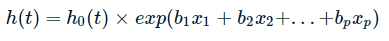 h(t) = h₀(t) × exp(b₁x₁ + b₂x₂+...+bₚxₚ)